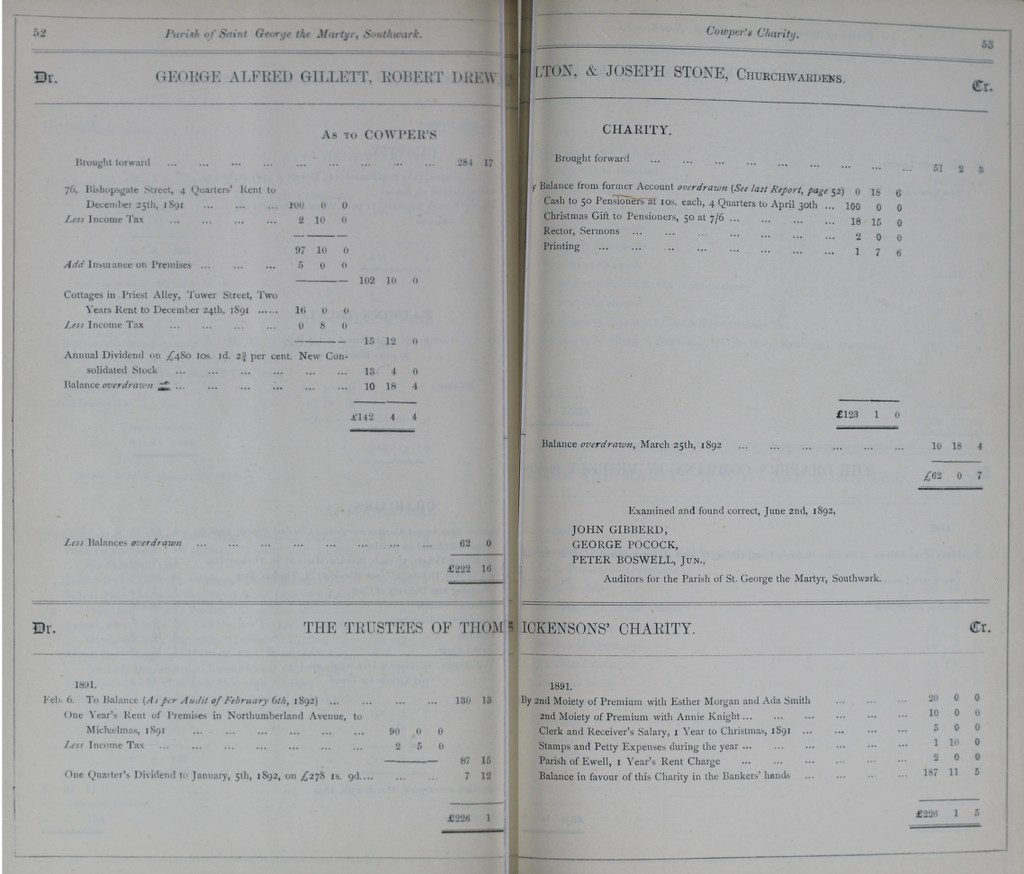 52
Parish of Saint George the Martyr, Southwark.
Dr.
GEORGE ALFRED GILLETT, ROBERT DREW
As to COWPER'S
Brought forward ... ... ... ... ... ... ... ... ... 284 17
76, Bishopsgate Street, 4 Quarters' Rent to
December 25th, 1891 ... ... ... ... 100 0 0
Less Income Tax ... ... ... ... 2 10 0
97 10 0
Add Insurance on Premises ... ... ... 5 0 0
102 10 0
Cottages in Priest Alley, Tower Street, Two
Years Rent to December 24th, 1891 ...... 16 0 0
Less Income Tax ... ... ... ... 0 8 0
15 12 0
Annual Dividend on £480 10s. 1d. 2¾ per cent. New Con-
solidated Stock ... ... ... ... ... ... 13 4 0
Balance overdrawn ... ... ... ... ... ... 10 18 4
£142 4 4
Less Balances overdrawn ... ... ... ... ... ... ... ... 62 0
£222 16
Dr.
THE TRUSTEES OF THOM
1891.
Feb. 6. To Balance (As per Audit of February 6th, 1892) ... ... ... ... 130 13
One Year's Rent of Premises in Northumberland Avenue, to
Michælmas, 1891 ... ... ... ... ... ... 90 0 0
Less Income Tax ... ... ... ... ... ... ... 2 5 0
87 15
One Quarter's Dividend to January, 5th, 1892, on £278 1s. 9d.... ... ... 7 12
£226 1
Cowper's Charity.
53
LTON, & JOSEPH STONE, Churchwardens.
Cr.
CHARITY.
Brought forward ... ... ... ... ... ... ... ... 51 2 3
y Balance from former Account overdrawn (See last Report, page 52) 0 18 6
Cash to 50 Pensioners at 10s. each, 4 Quarters to April 30th ... 100 0 0
Christmas Gift to Pensioners, 50 at 7/6 ... ... ... ... 18 15 0
Rector, Sermons ... ... ... ... ... ... ... 2 0 0
Printing ... ... ... ... ... ... ... ... 1 7 6
£123 1 0
Balance overdrawn, March 25th, 1892 ... ... ... ... ... ... 10 18 4
£62 0 7
Examined and found correct, June 2nd, 1892,
JOHN GIBBERD,
GEORGE POCOCK,
PETER BOSWELL, Jun.,
Auditors for the Parish of St. George the Martyr, Southwark.
ICKENSONS' CHARITY.
Cr.
1891.
By 2nd Moiety of Premium with Esther Morgan and Ada Smith ... ... ... 20 0 0
2nd Moiety of Premium with Annie Knight ... ... ... ... ... ... 10 0 0
Clerk and Receiver's Salary, 1 Year to Christmas, 1891 ... ... ... ... 5 0 0
Stamps and Petty Expenses during the year ... ... ... ... ... ... 1 10 0
Parish of Ewell, 1 Year's Rent Charge ... ... ... ... ... ... 2 0 0
Balance in favour of this Charity in the Bankers' hands ... ... ... ... 187 11 5
£226 1 5